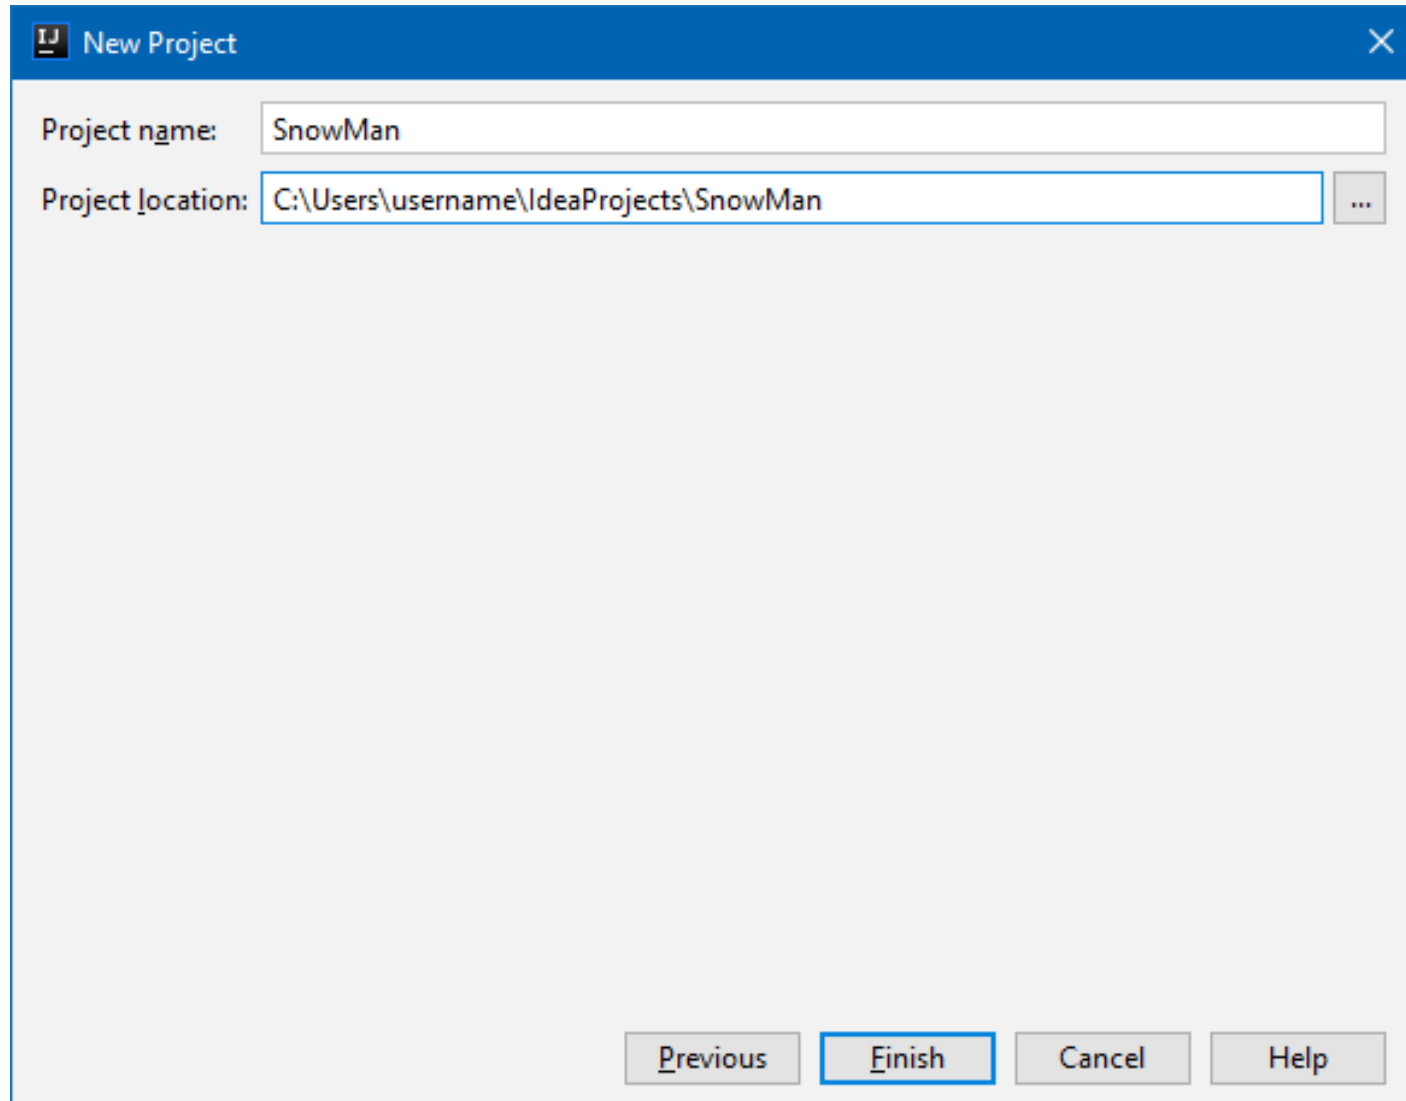 IJ New Project
Project name: SnowMan
Project location: C:\Users\username\IdeaProjects\SnowMan ...
Previous Finish Cancel Help